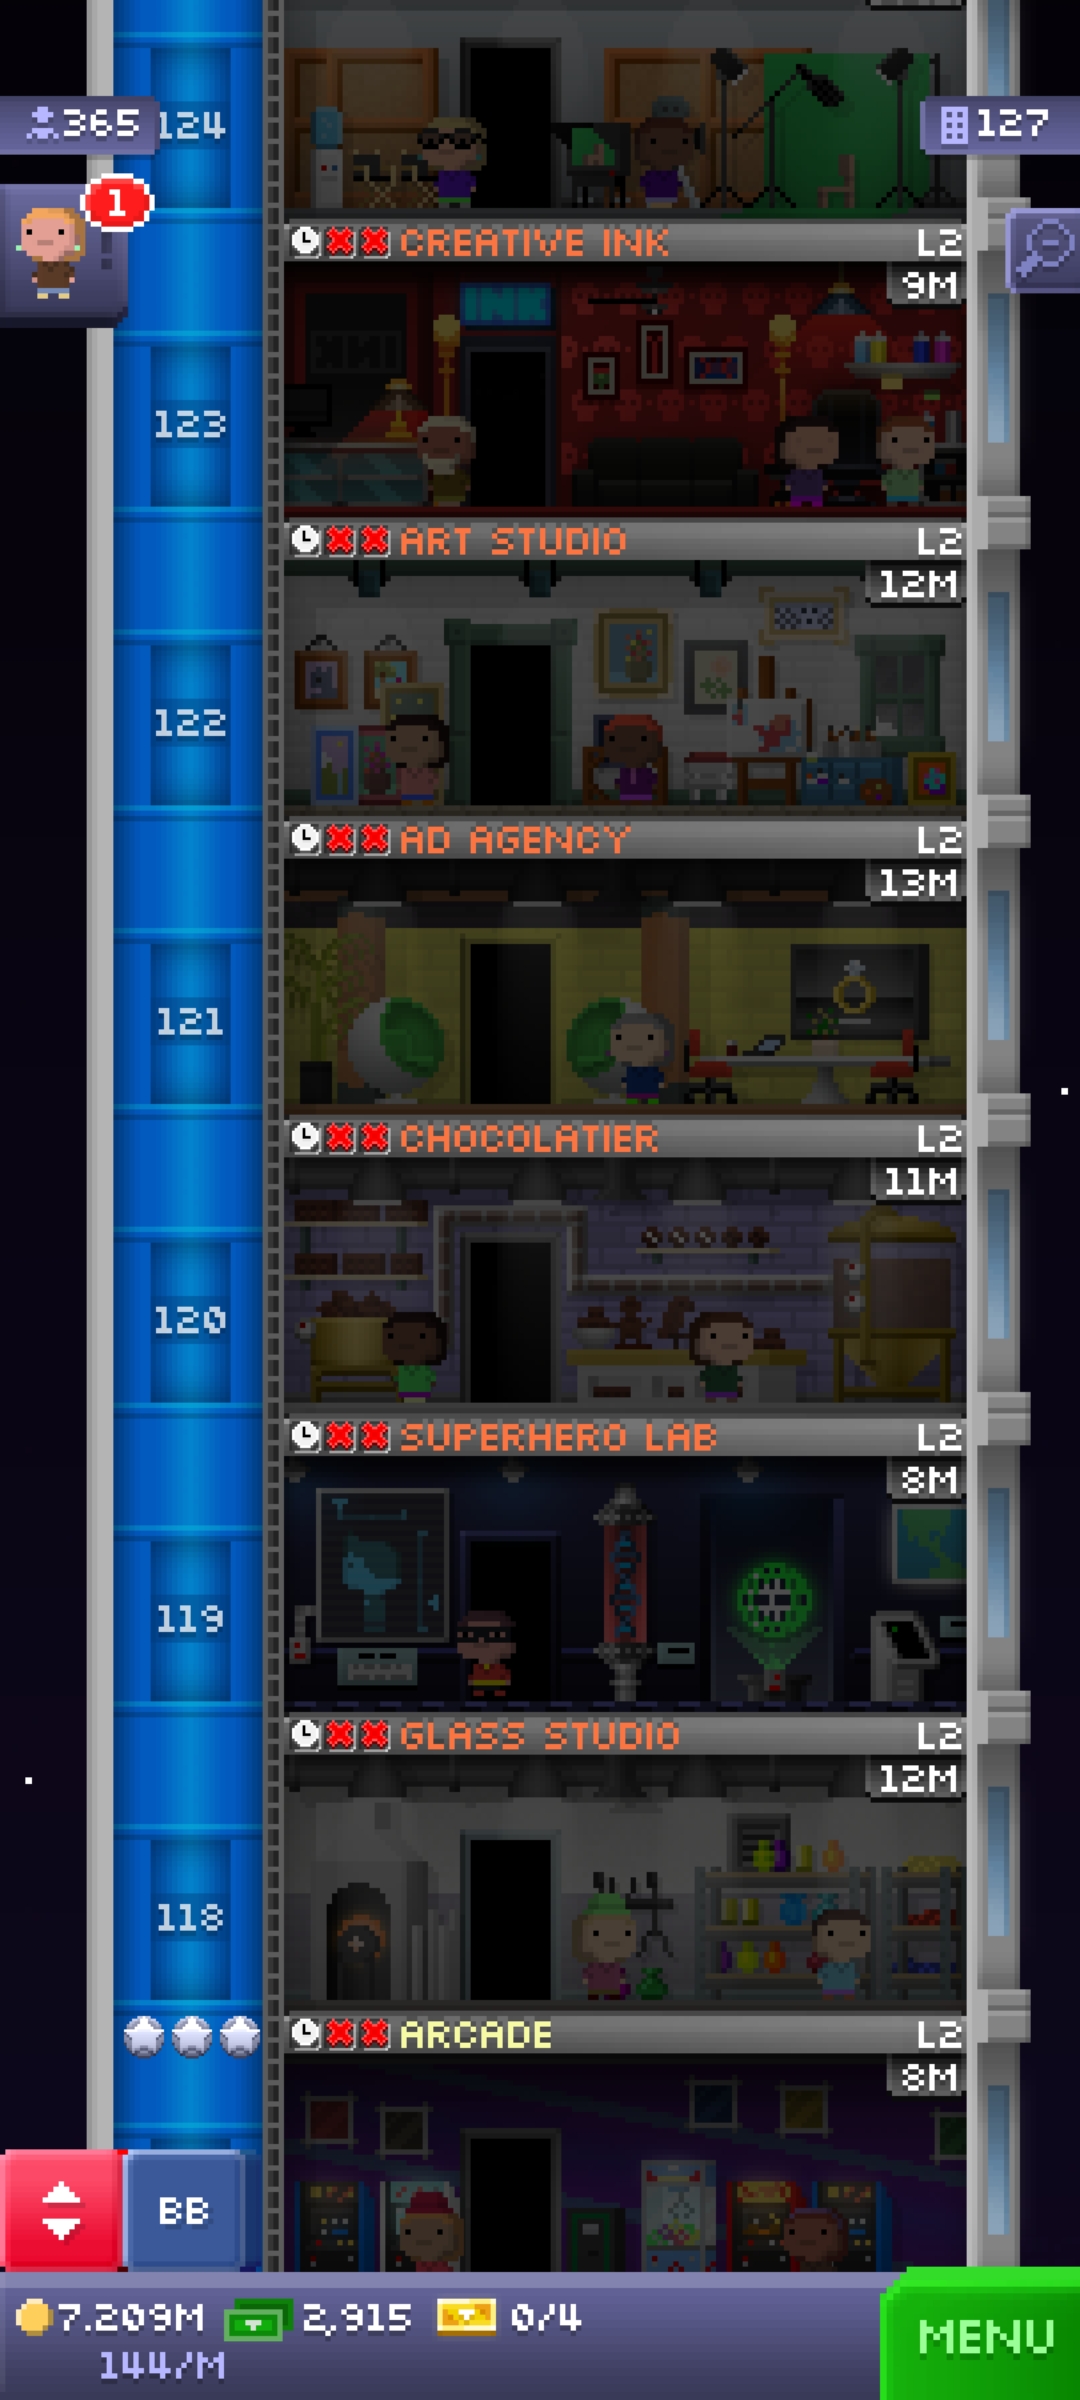 365
124
127
1
CREATIVE INK L2
9M
INK
123
ART STUDIO L2
12M
122
AD AGENCY L2
13M
121
CHOCOLATIER L2
11M
120
SUPERHERO LAB L2
8M
119
GLASS STUDIO L2
12M
118
ARCADE L2
8M
BB
7.209M 2,915 0/4
144/M
MENU